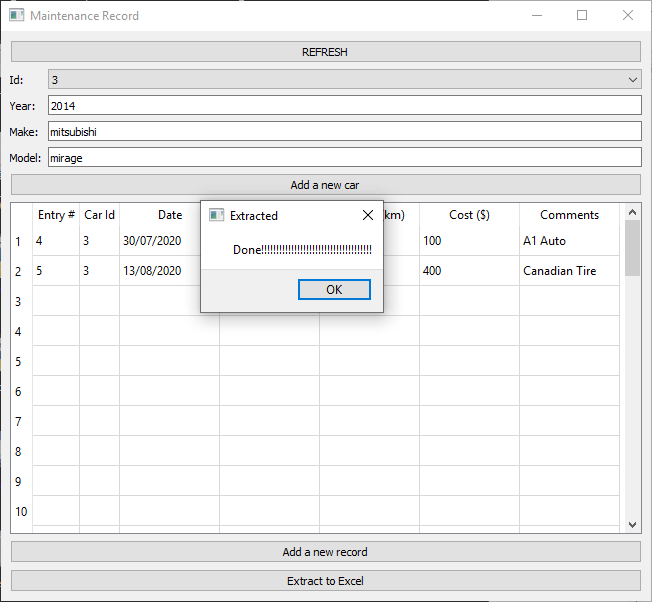 Maintenance Record
REFRESH
Id: 3
Year: 2014
Make: mitsubishi
Model: mirage
Add a new car
Entry # Car Id Date km) Cost ($) Comments
1 4 3 30/07/2020 100 A1 Auto
2 5 3 13/08/2020 400 Canadian Tire
3
4
5
6
7
8
9
10
Extracted
Done!!!!!!!!!!!!!!!!!!!!!!!!!!!!!!!!!!!!!
OK
Add a new record
Extract to Excel